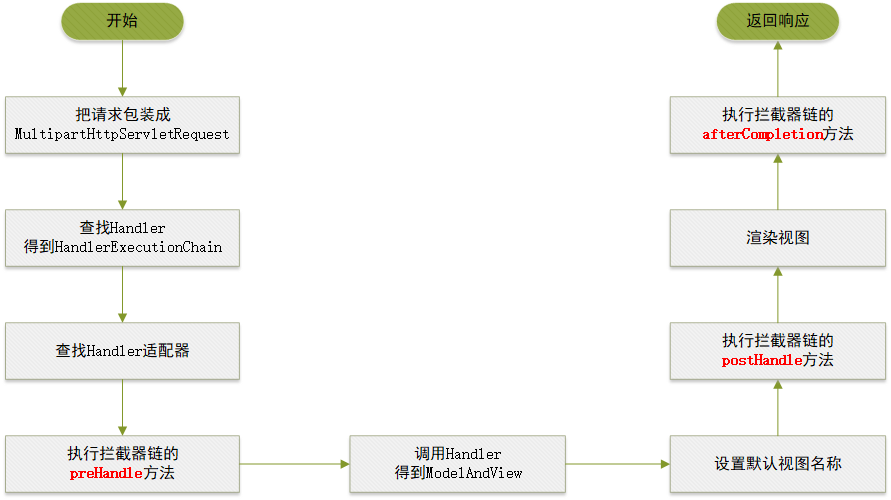 开始
把请求包装成
MultipartHttpServletRequest
查找Handler
得到HandlerExecutionChain
查找Handler适配器
执行拦截器链的
preHandle方法
调用Handler
得到ModelAndView
设置默认视图名称
执行拦截器链的
postHandle方法
渲染视图
执行拦截器链的
afterCompletion方法
返回响应